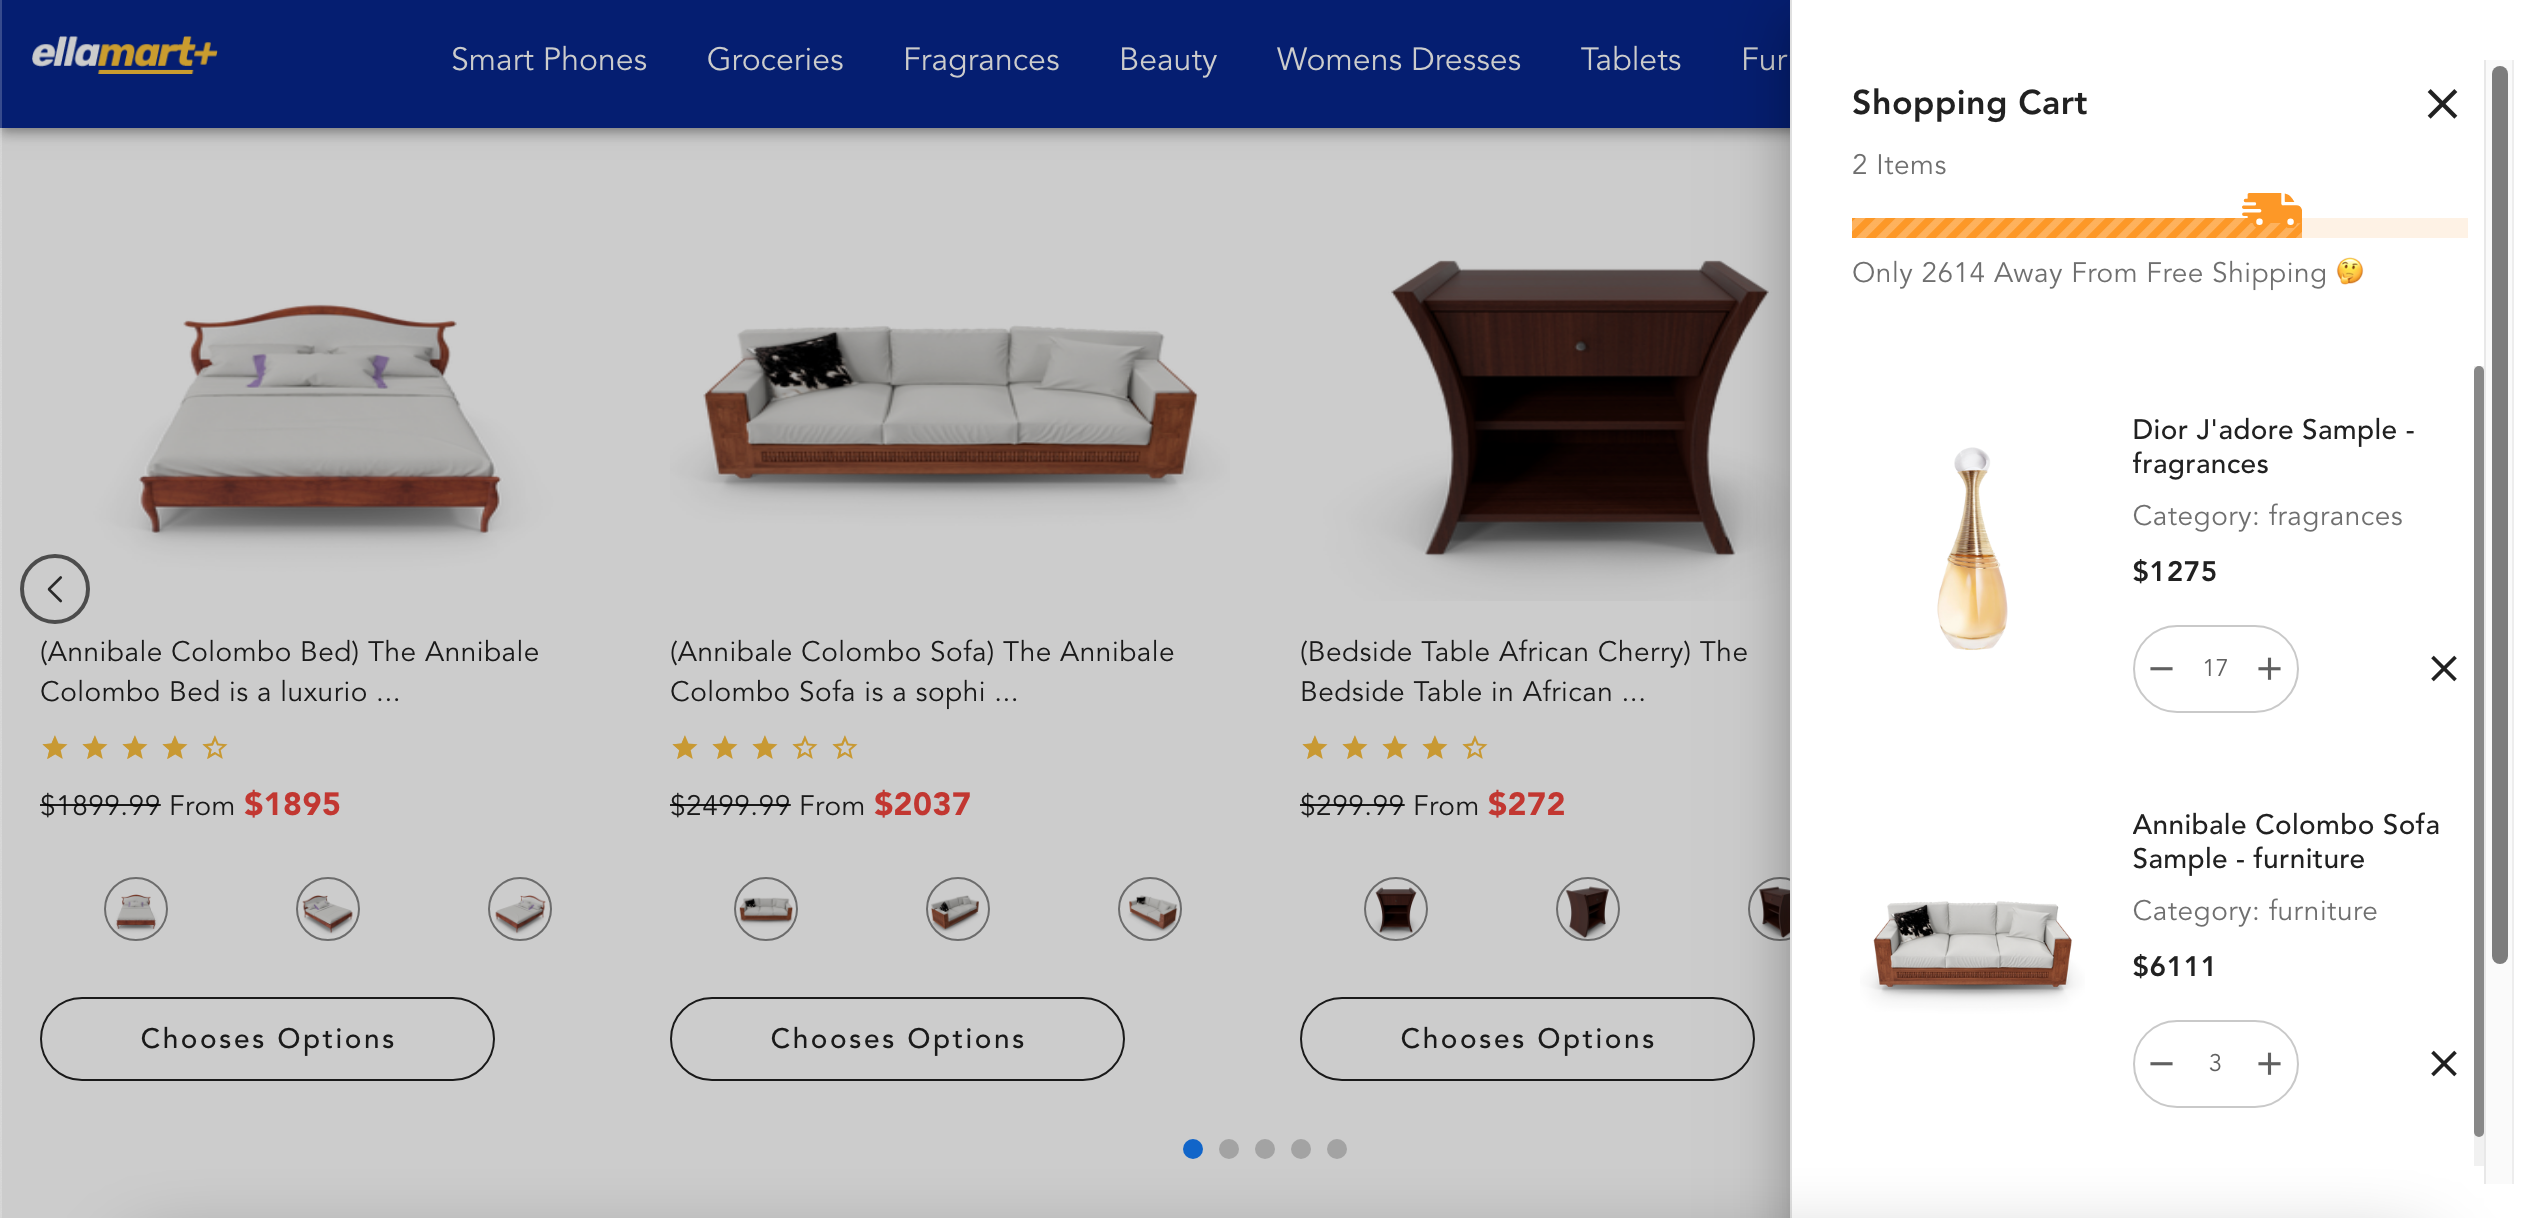 ellamart+
Smart Phones
Groceries
Fragrances
Beauty
Womens Dresses
Tablets
Fur
(Annibale Colombo Bed) The Annibale
Colombo Bed is a luxurio ...
$1899.99 From $1895
Chooses Options
(Annibale Colombo Sofa) The Annibale
Colombo Sofa is a sophi ...
$2499.99 From $2037
Chooses Options
(Bedside Table African Cherry) The
Bedside Table in African ...
$299.99 From $272
Chooses Options
Shopping Cart
2 Items
Only 2614 Away From Free Shipping 🤔
Dior J'adore Sample -
fragrances
Category: fragrances
$1275
17
Annibale Colombo Sofa
Sample - furniture
Category: furniture
$6111
3